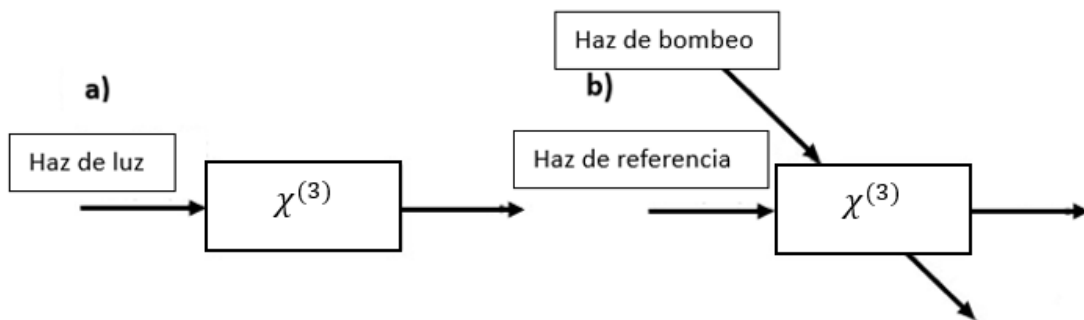 Haz de bombeo
a)
b)
Haz de luz
Haz de referencia
χ⁽³⁾
χ⁽³⁾